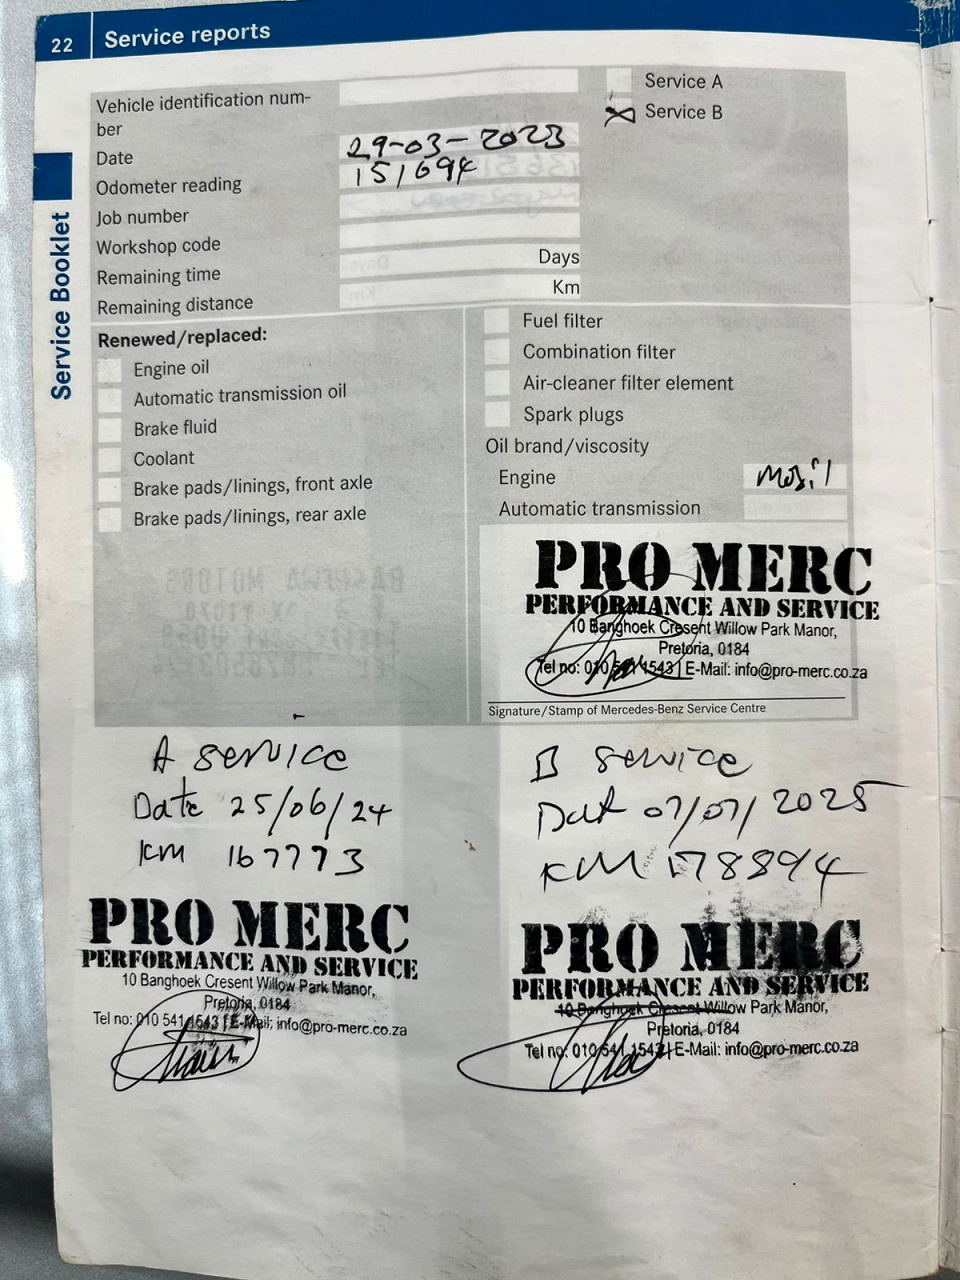 22 Service reports
Service Booklet
Vehicle identification num-
ber
Date 29-03-2023
Odometer reading 151694
Job number
Workshop code
Remaining time Days
Remaining distance Km
Service A
Service B
Renewed/replaced:
Engine oil
Automatic transmission oil
Brake fluid
Coolant
Brake pads/linings, front axle
Brake pads/linings, rear axle
Fuel filter
Combination filter
Air-cleaner filter element
Spark plugs
Oil brand/viscosity
Engine Mobil
Automatic transmission
PRO MERC
PERFORMANCE AND SERVICE
10 Banghoek Cresent Willow Park Manor,
Pretoria, 0184
Tel no: 010 541 1543 | E-Mail: info@pro-merc.co.za
Signature/Stamp of Mercedes-Benz Service Centre
A service
Date 25/06/24
km 167773
PRO MERC
PERFORMANCE AND SERVICE
10 Banghoek Cresent Willow Park Manor,
Pretoria, 0184
Tel no: 010 541 1543 | E-Mail: info@pro-merc.co.za
B service
Dat 07/07/2025
KM 178894
PRO MERC
PERFORMANCE AND SERVICE
10 Banghoek Cresent Willow Park Manor,
Pretoria, 0184
Tel no: 010 541 1543 | E-Mail: info@pro-merc.co.za